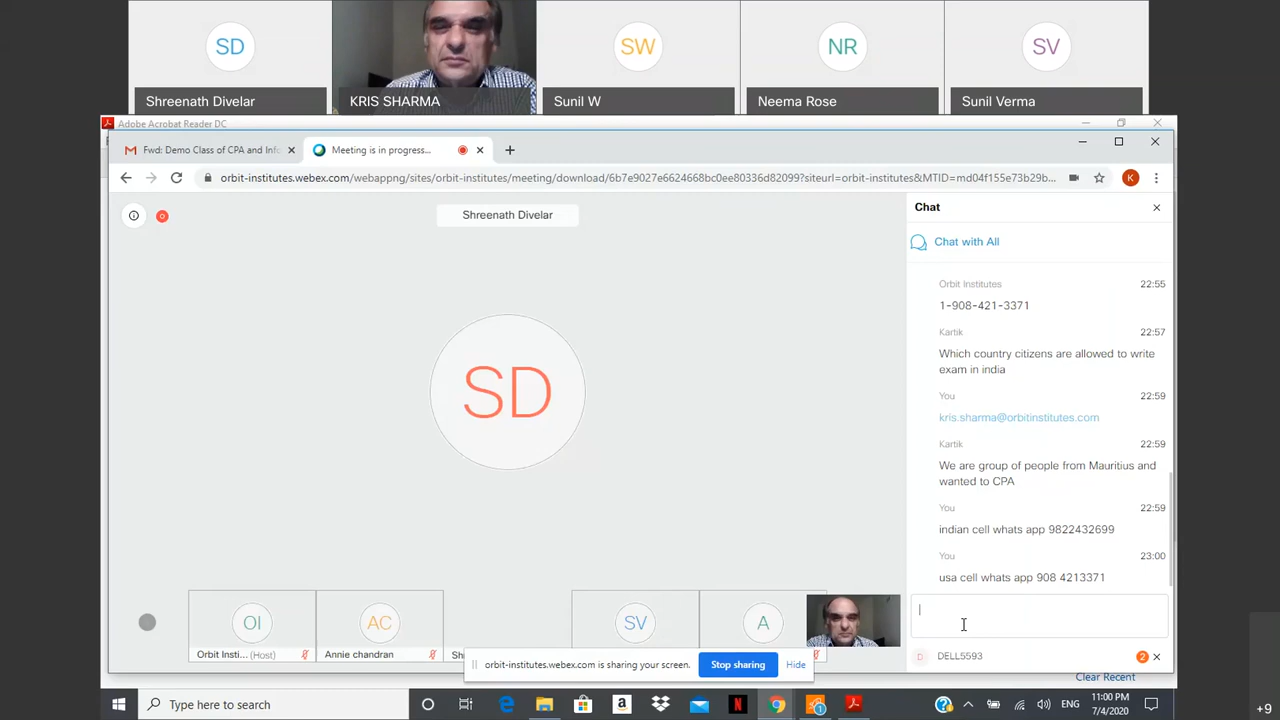 SD
SW
NR
SV
Shreenath Divelar
KRIS SHARMA
Sunil W
Neema Rose
Sunil Verma
Adobe Acrobat Reader DC
Fwd: Demo Class of CPA and Info
Meeting is in progress...
orbit-institutes.webex.com/webappng/sites/orbit-institutes/meeting/download/6b7e9027e6624668bc0ee80336d82099?siteurl=orbit-institutes&MTID=md04f155e73b29b...
K
Shreenath Divelar
SD
Chat
Chat with All
Orbit Institutes 22:55
1-908-421-3371
Kartik 22:57
Which country citizens are allowed to write
exam in india
You 22:59
kris.sharma@orbitinstitutes.com
Kartik 22:59
We are group of people from Mauritius and
wanted to CPA
You 22:59
indian cell whats app 9822432699
You 23:00
usa cell whats app 908 4213371
D DELL5593 2
Clear Recent
OI
AC
SV
A
Orbit Insti... (Host)
Annie chandran
Sh
orbit-institutes.webex.com is sharing your screen.
Stop sharing
Hide
Type here to search
ENG
11:00 PM
7/4/2020
+9